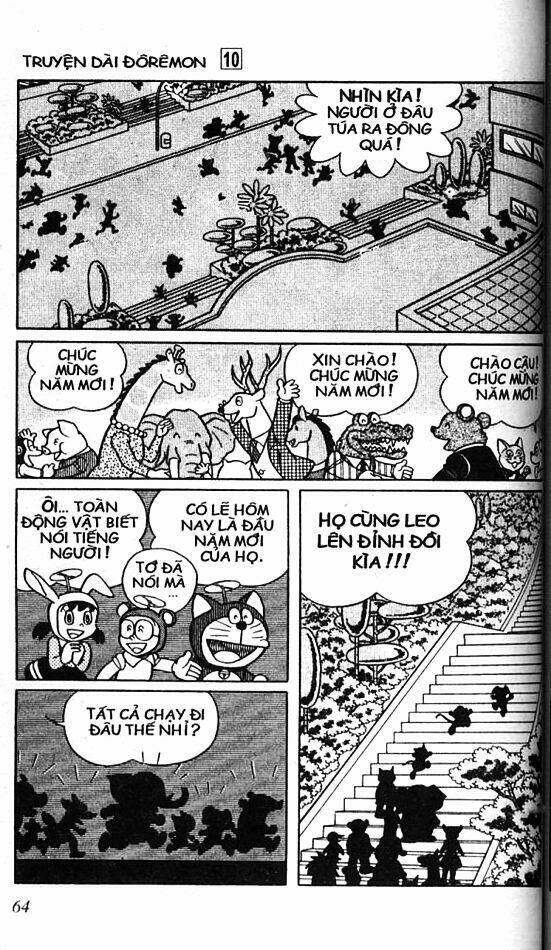 TRUYỆN DÀI ĐÔRÊMON 10
NHÌN KÌA!
NGƯỜI Ở ĐÂU
TÚA RA ĐÔNG
QUÁ!
CHÚC
MỪNG
NĂM MỚI!
XIN CHÀO!
CHÚC MỪNG
NĂM MỚI!
CHÀO CẬU!
CHÚC MỪNG
NĂM MỚI!
ÔI... TOÀN
ĐỘNG VẬT BIẾT
NÓI TIẾNG
NGƯỜI!
TỚ ĐÃ
NÓI MÀ
...
CÓ LẼ HÔM
NAY LÀ ĐẦU
NĂM MỚI
CỦA HỌ.
HỌ CÙNG LEO
LÊN ĐỈNH ĐỒI
KÌA!!!
TẤT CẢ CHẠY ĐI
ĐÂU THẾ NHỈ?
64